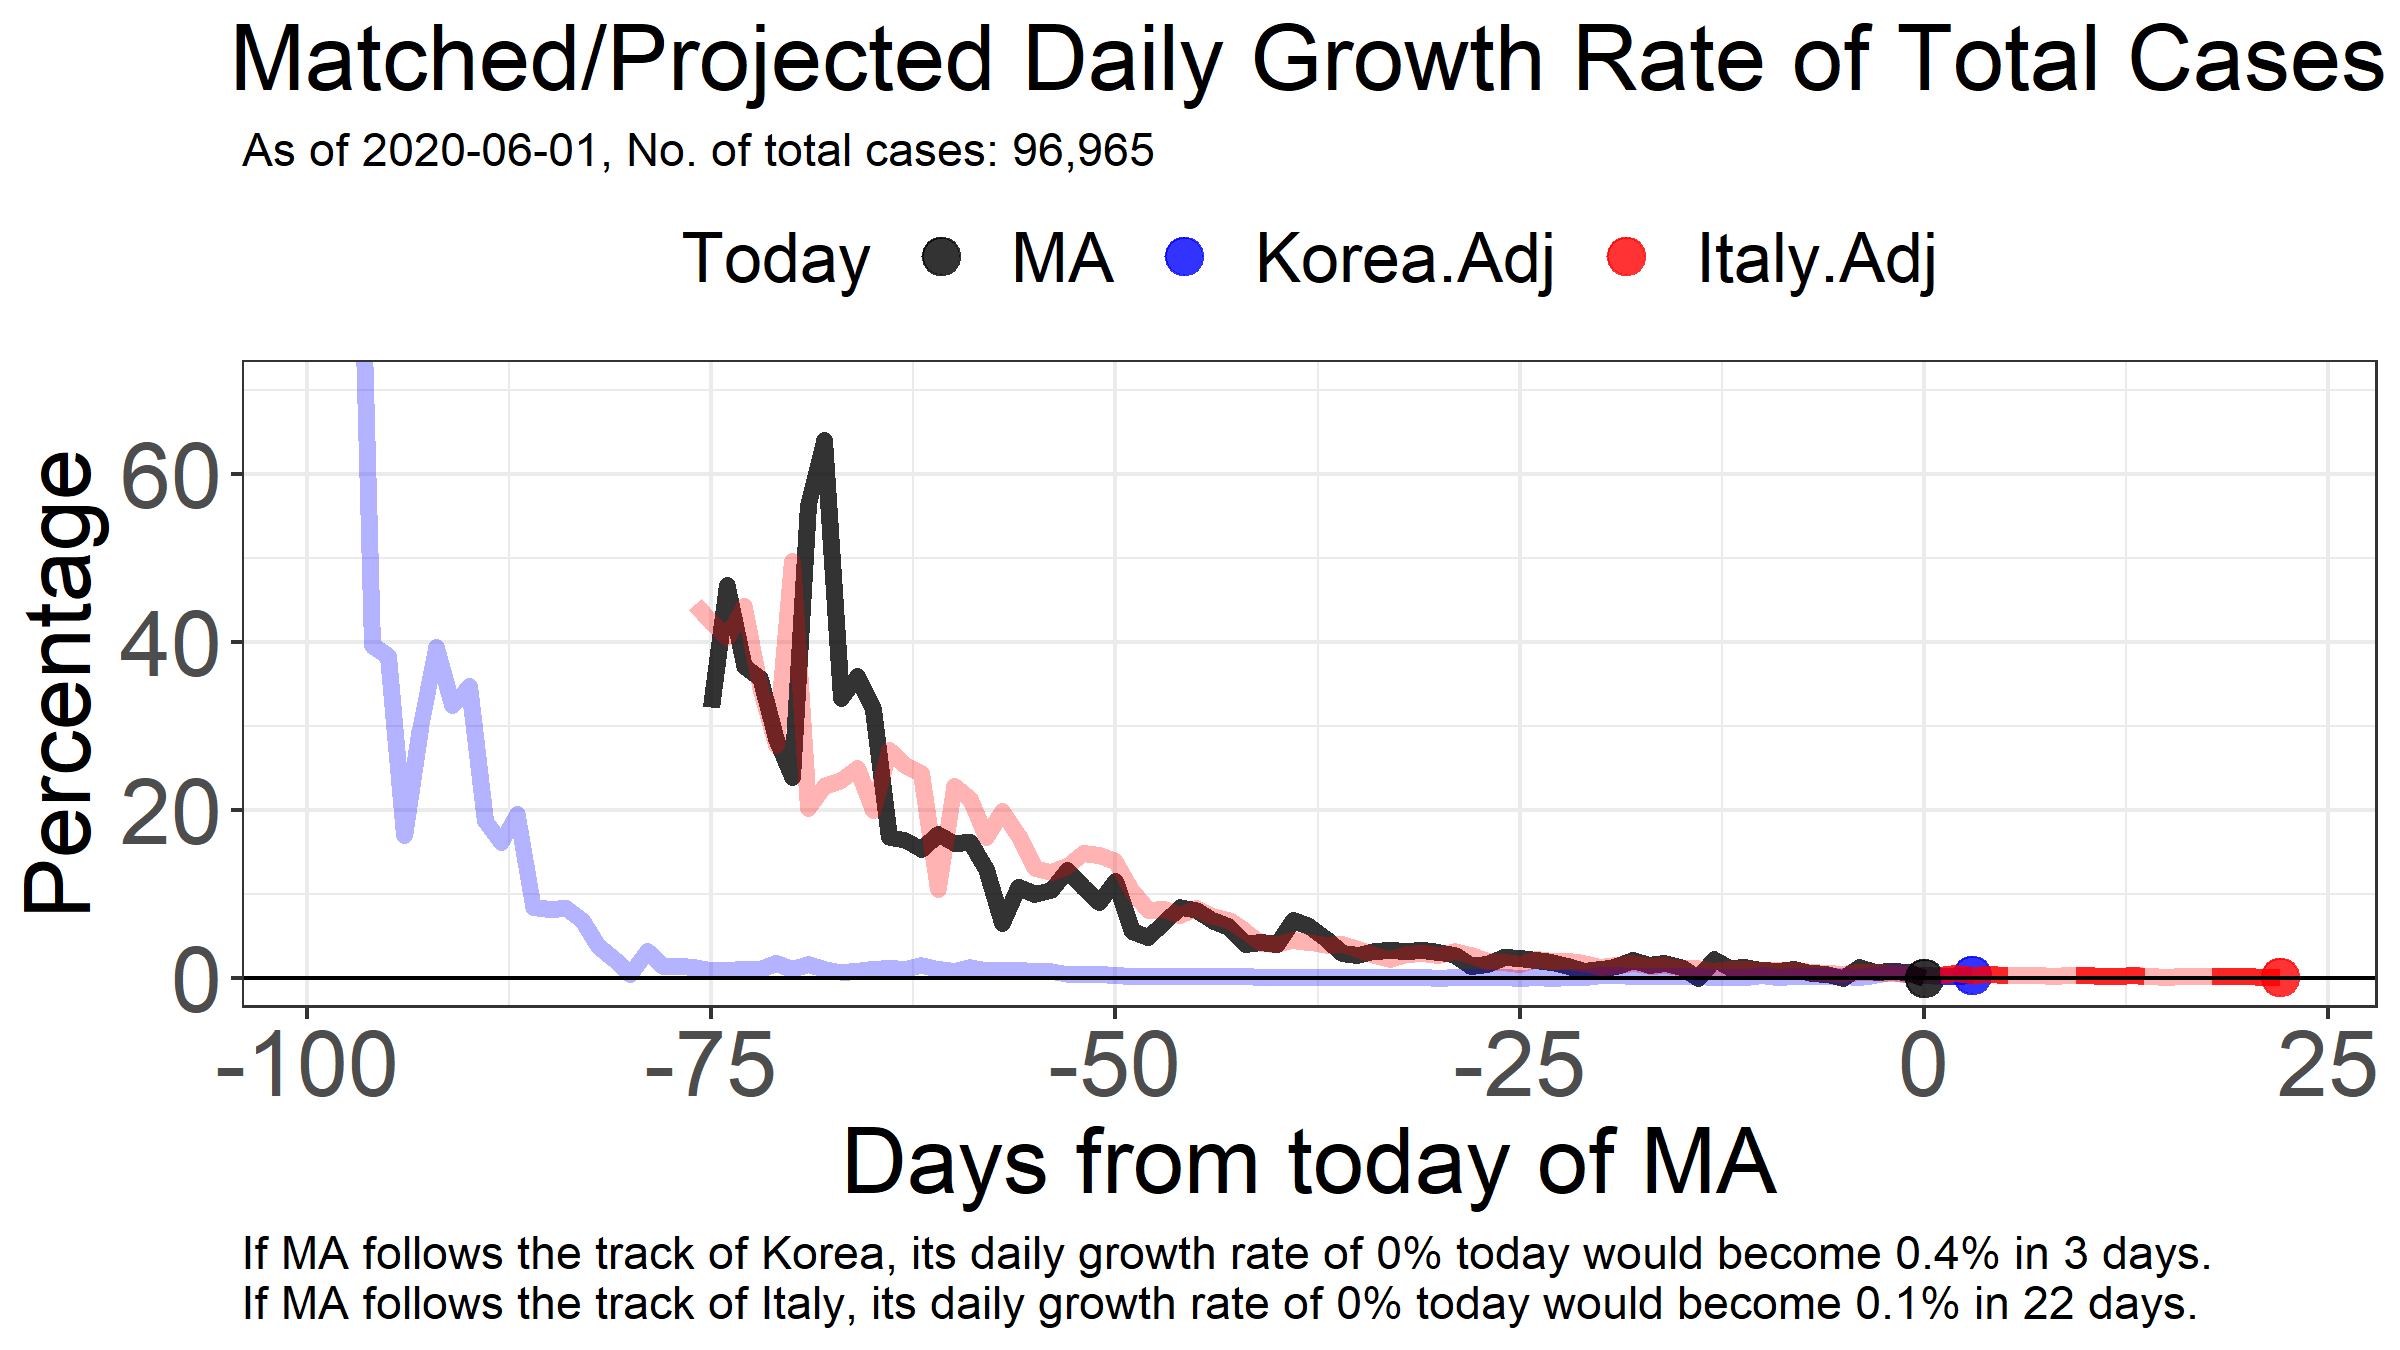 Matched/Projected Daily Growth Rate of Total Cases
As of 2020-06-01, No. of total cases: 96,965
Today MA Korea.Adj Italy.Adj
Percentage
60
40
20
0
-100 -75 -50 -25 0 25
Days from today of MA
If MA follows the track of Korea, its daily growth rate of 0% today would become 0.4% in 3 days.
If MA follows the track of Italy, its daily growth rate of 0% today would become 0.1% in 22 days.